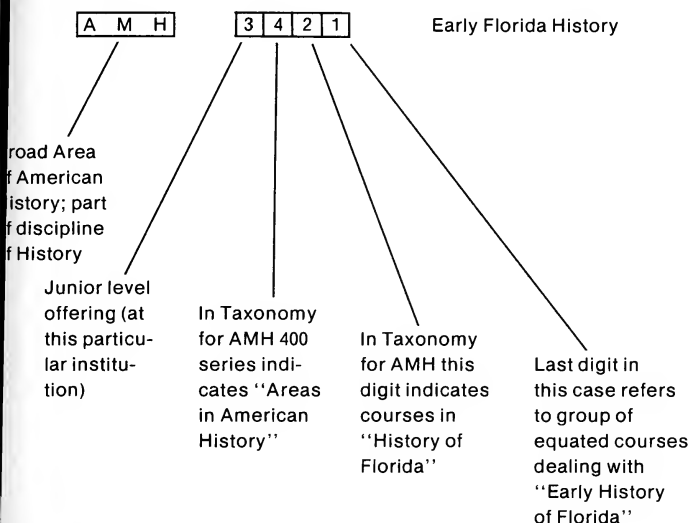 A M H 3 4 2 1 Early Florida History
road Area
f American
istory; part
f discipline
f History
Junior level
offering (at
this particu-
lar institu-
tion)
In Taxonomy
for AMH 400
series indi-
cates ‘‘Areas
in American
History’’
In Taxonomy
for AMH this
digit indicates
courses in
‘‘History of
Florida’’
Last digit in
this case refers
to group of
equated courses
dealing with
‘‘Early History
of Florida’’